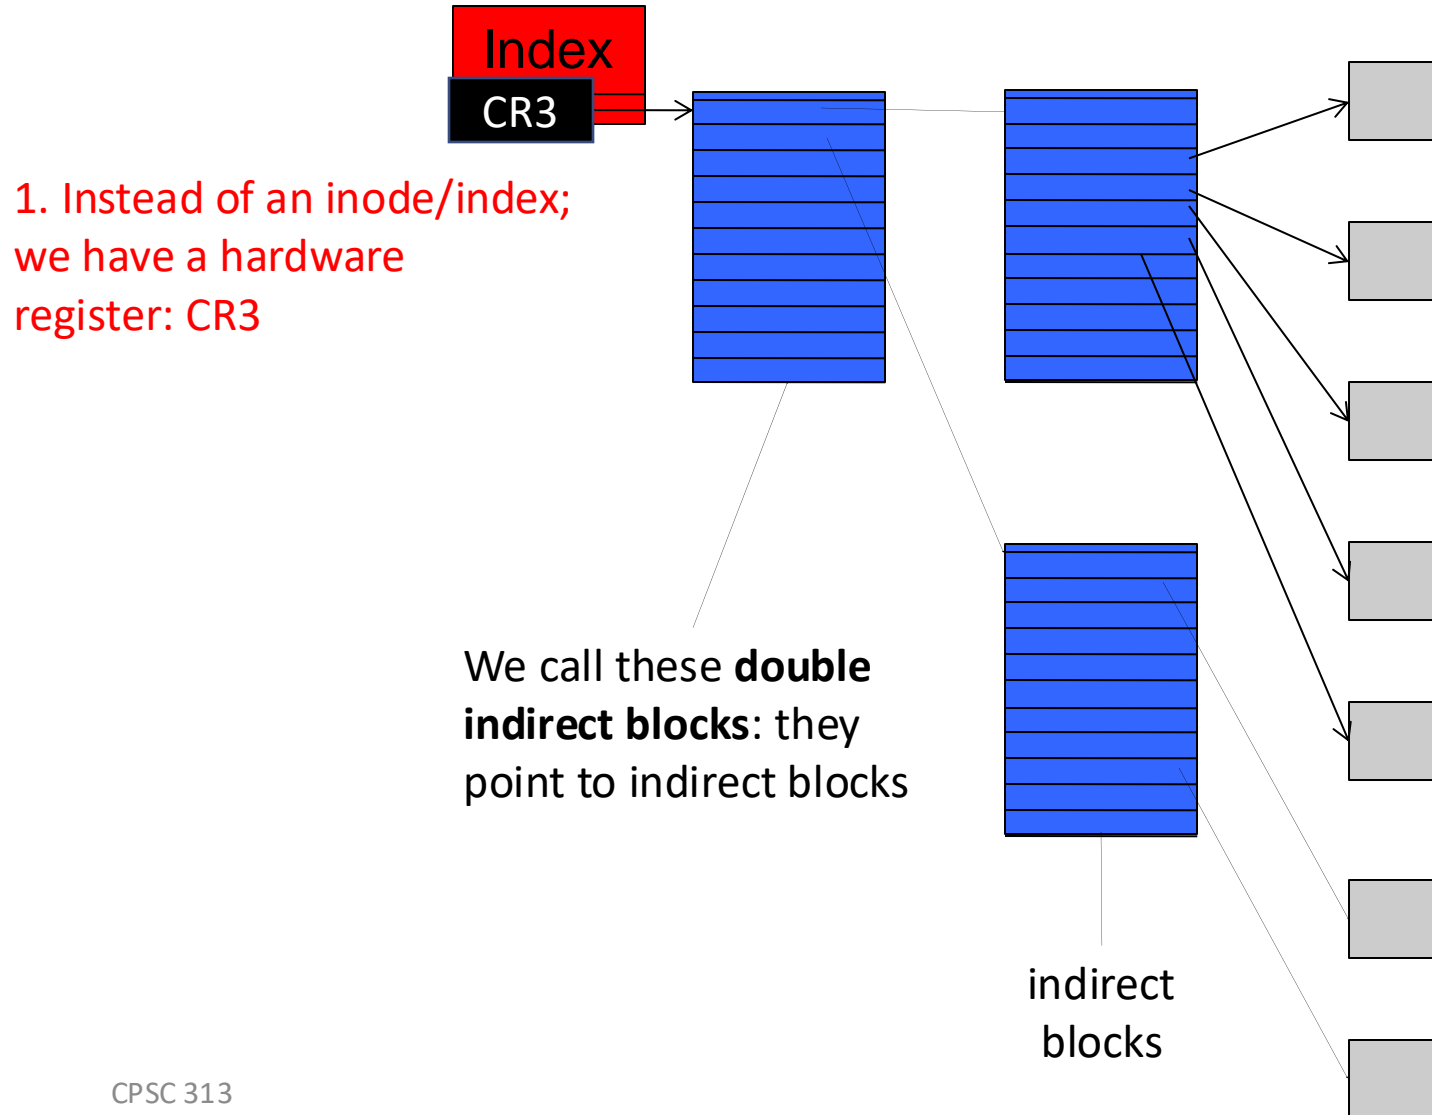 Index
CR3
1. Instead of an inode/index;
we have a hardware
register: CR3
We call these double
indirect blocks: they
point to indirect blocks
indirect
blocks
CPSC 313